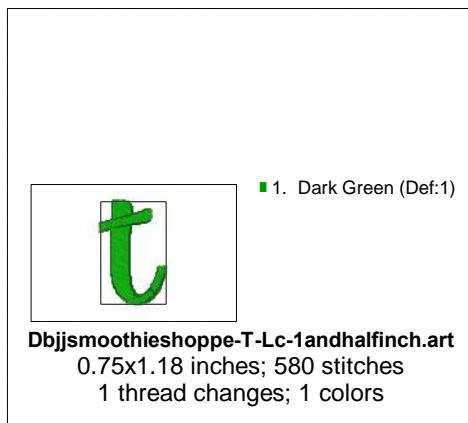 1. Dark Green (Def:1)
t
Dbjjsmoothieshoppe-T-Lc-1andhalfinch.art
0.75x1.18 inches; 580 stitches
1 thread changes; 1 colors